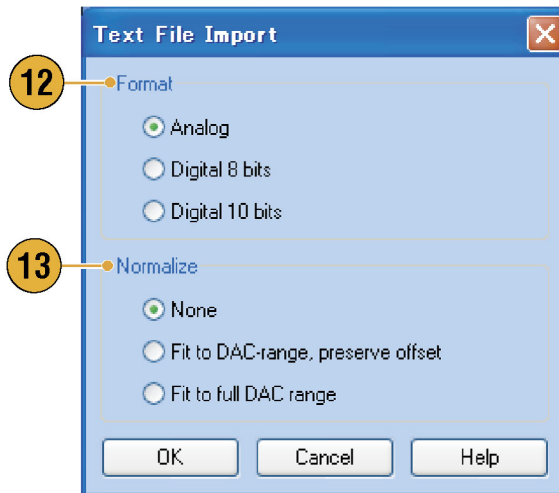 Text File Import
12
Format
Analog
Digital 8 bits
Digital 10 bits
13
Normalize
None
Fit to DAC-range, preserve offset
Fit to full DAC range
OK
Cancel
Help